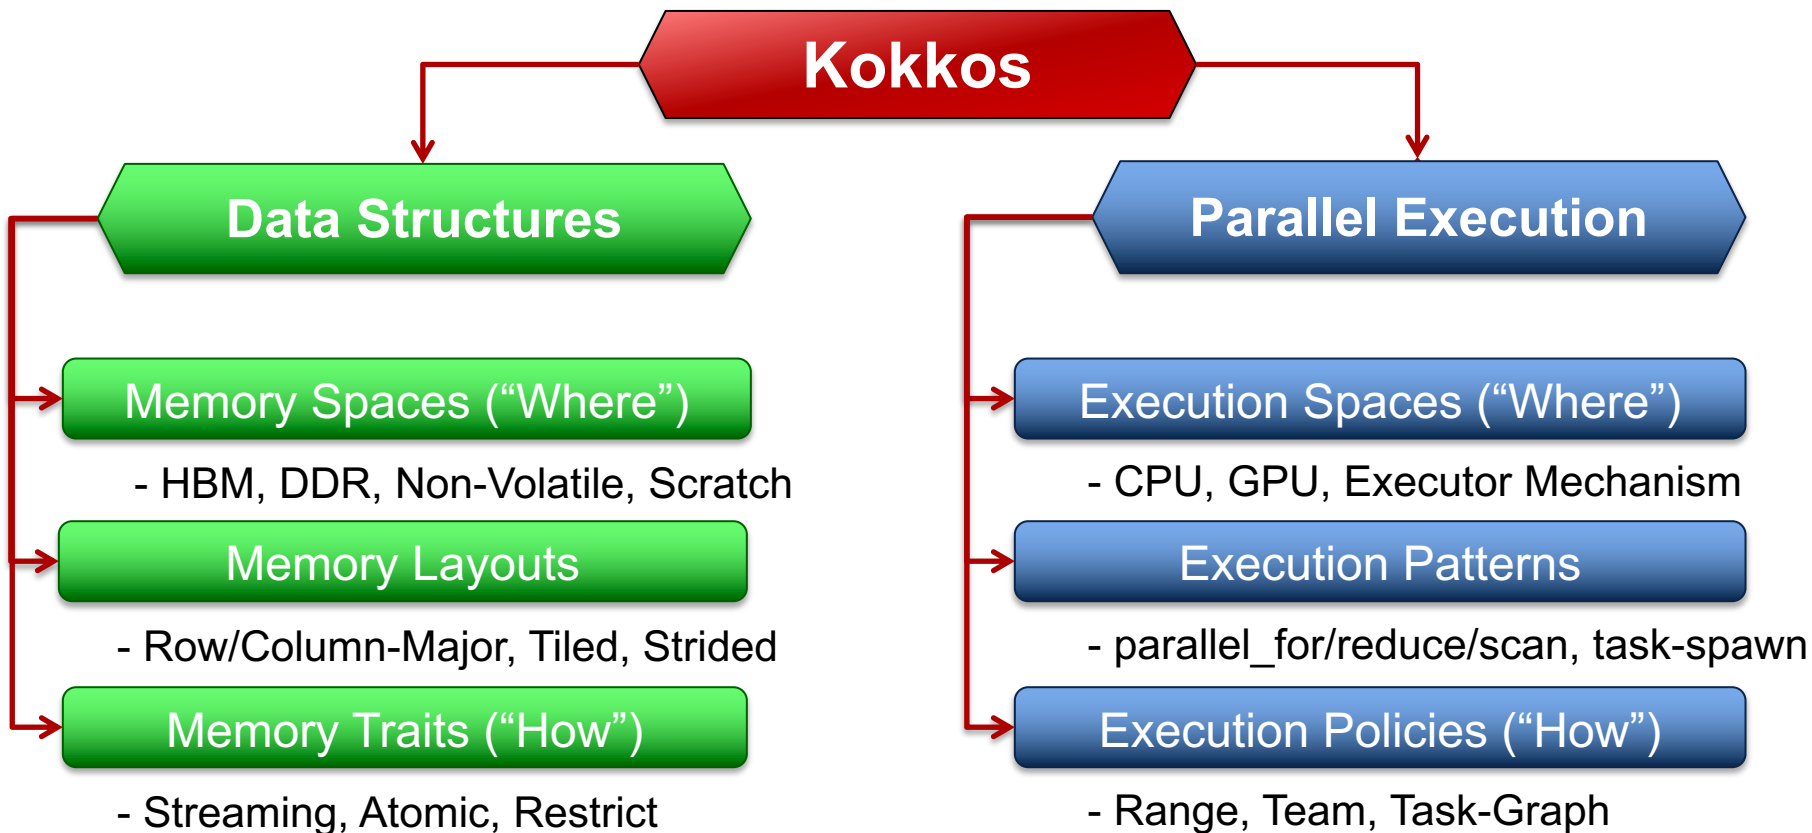 Kokkos
Data Structures
Memory Spaces (“Where”)
- HBM, DDR, Non-Volatile, Scratch
Memory Layouts
- Row/Column-Major, Tiled, Strided
Memory Traits (“How”)
- Streaming, Atomic, Restrict
Parallel Execution
Execution Spaces (“Where”)
- CPU, GPU, Executor Mechanism
Execution Patterns
- parallel_for/reduce/scan, task-spawn
Execution Policies (“How”)
- Range, Team, Task-Graph